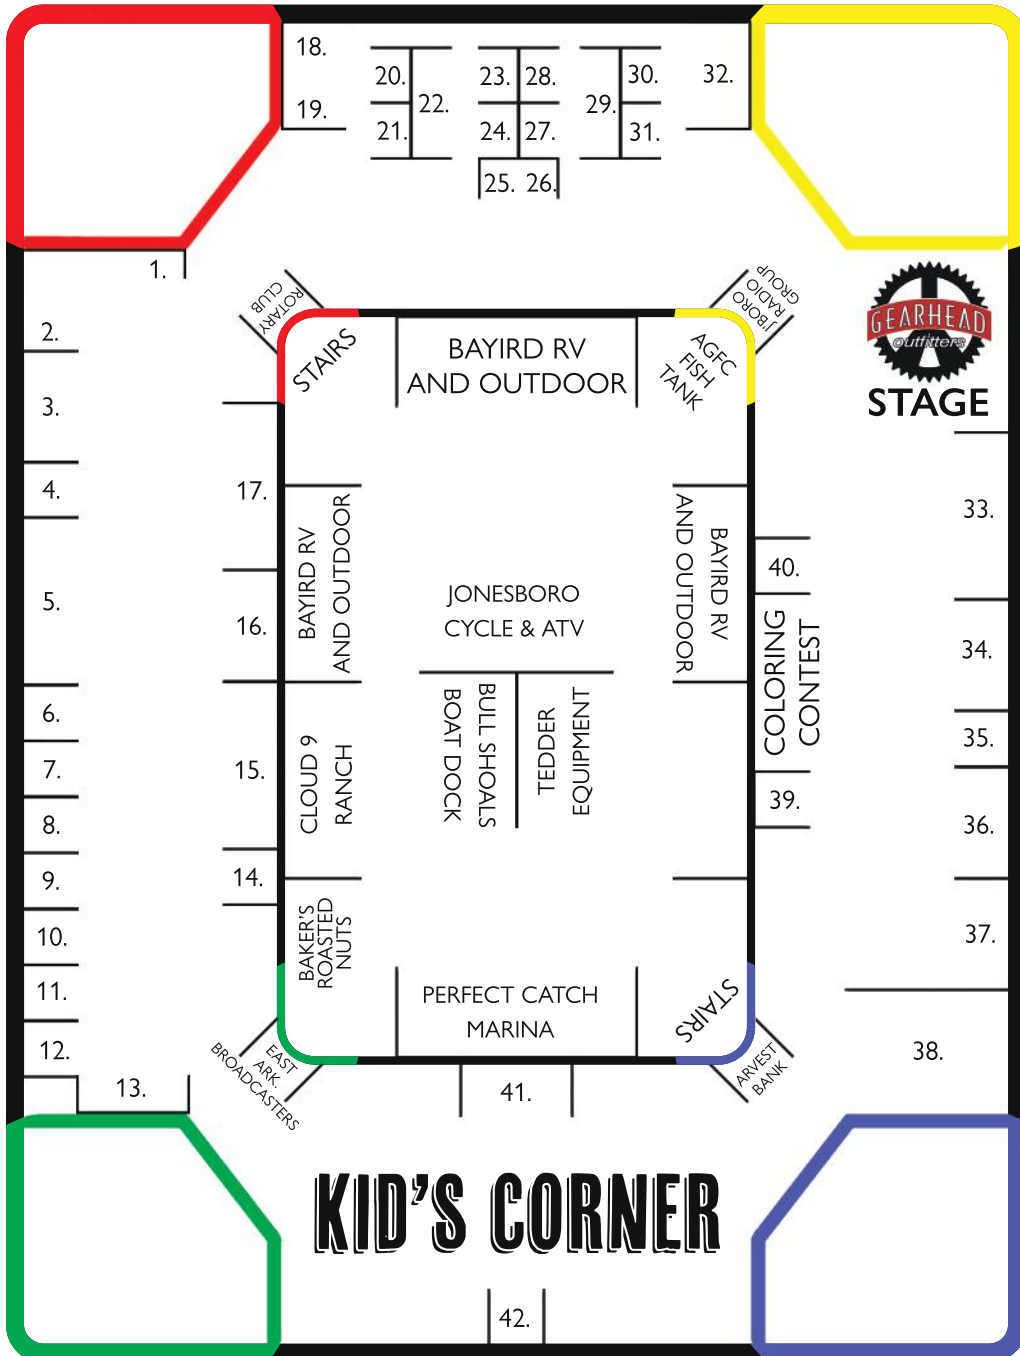 18.
19.
20.
21.
22.
23.
28.
24.
27.
25. 26.
29.
30.
31.
32.
1.
ROTARY
CLUB
J'BORO
RADIO
GROUP
GEARHEAD
outfitters
STAGE
STAIRS
BAYIRD RV
AND OUTDOOR
AGFC
FISH
TANK
2.
3.
4.
5.
6.
7.
8.
9.
10.
11.
12.
13.
17.
16.
15.
14.
BAYIRD RV
AND OUTDOOR
CLOUD 9
RANCH
BAKER'S
ROASTED
NUTS
JONESBORO
CYCLE & ATV
BULL SHOALS
BOAT DOCK
TEDDER
EQUIPMENT
BAYIRD RV
AND OUTDOOR
40.
COLORING
CONTEST
39.
33.
34.
35.
36.
37.
38.
PERFECT CATCH
MARINA
STAIRS
EAST
ARK.
BROADCASTERS
ARVEST
BANK
41.
KID'S CORNER
42.